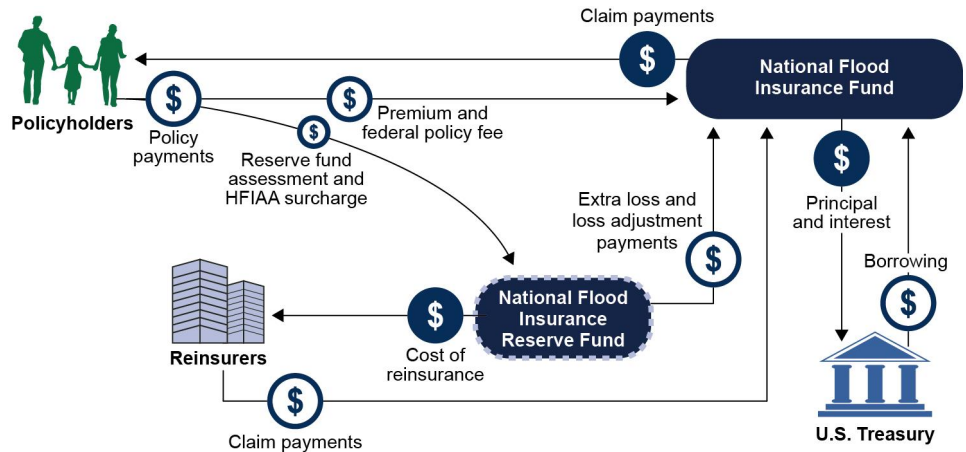 Claim payments
$
National Flood
Insurance Fund
Policyholders
$
Policy
payments
$
Premium and
federal policy fee
$
Reserve fund
assessment and
HFIAA surcharge
$
Principal
and interest
Extra loss and
loss adjustment
payments
$
Borrowing
$
Reinsurers
$
Cost of
reinsurance
National Flood
Insurance
Reserve Fund
$
Claim payments
U.S. Treasury